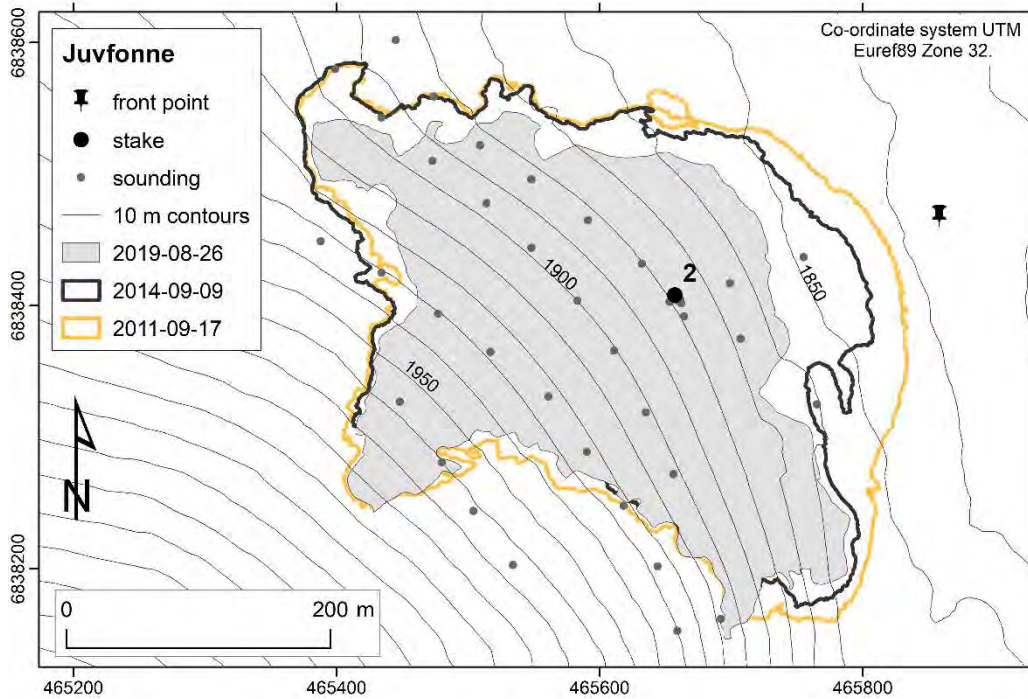 Co-ordinate system UTM
Euref89 Zone 32.
Juvfonne
front point
stake
sounding
10 m contours
2019-08-26
2014-09-09
2011-09-17
2
1900
1850
1950
N
0 200 m
6838600
6838400
6838200
465200 465400 465600 465800